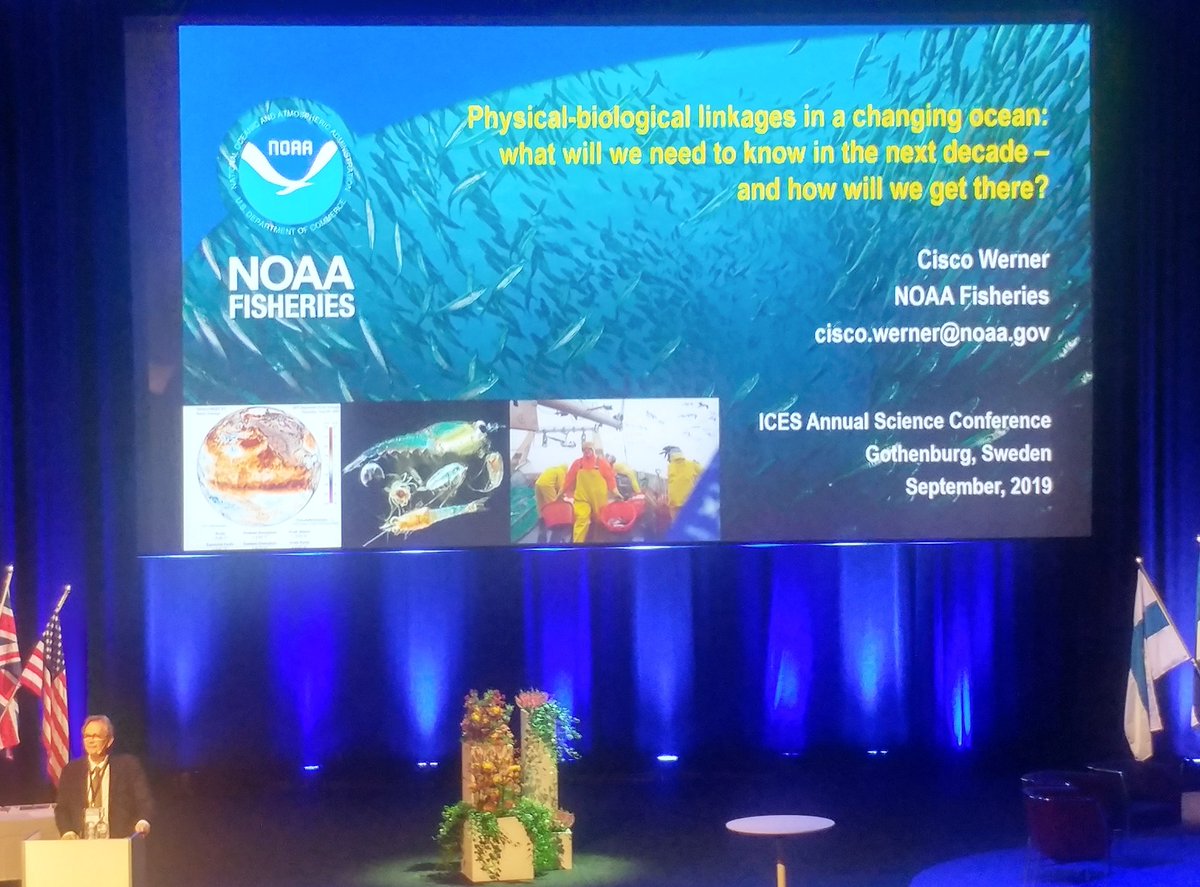 Physical-biological linkages in a changing ocean:
what will we need to know in the next decade –
and how will we get there?
NATIONAL OCEANIC AND ATMOSPHERIC ADMINISTRATION
NOAA
U.S. DEPARTMENT OF COMMERCE
NOAA
FISHERIES
Cisco Werner
NOAA Fisheries
cisco.werner@noaa.gov
ICES Annual Science Conference
Gothenburg, Sweden
September, 2019